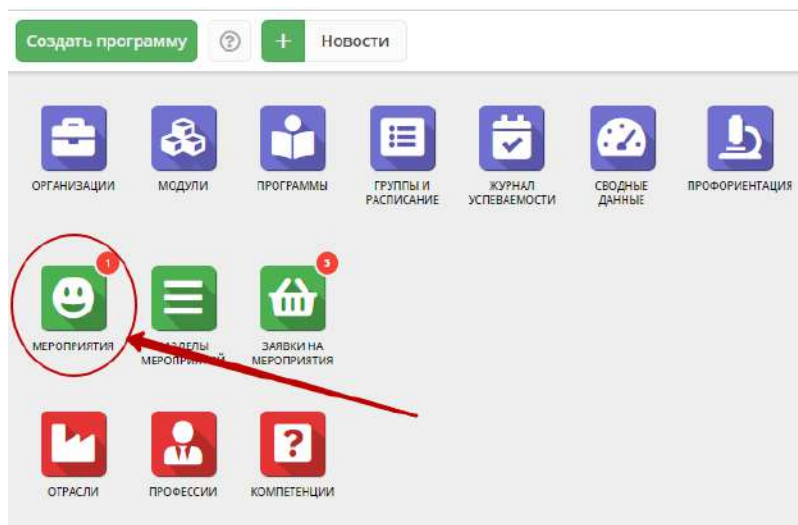 Создать программу ? + Новости
ОРГАНИЗАЦИИ МОДУЛИ ПРОГРАММЫ ГРУППЫ И РАСПИСАНИЕ ЖУРНАЛ УСПЕВАЕМОСТИ СВОДНЫЕ ДАННЫЕ ПРОФОРИЕНТАЦИЯ
1 3
МЕРОПРИЯТИЯ РАЗДЕЛЫ МЕРОПРИЯТИЙ ЗАЯВКИ НА МЕРОПРИЯТИЯ
?
ОТРАСЛИ ПРОФЕССИИ КОМПЕТЕНЦИИ